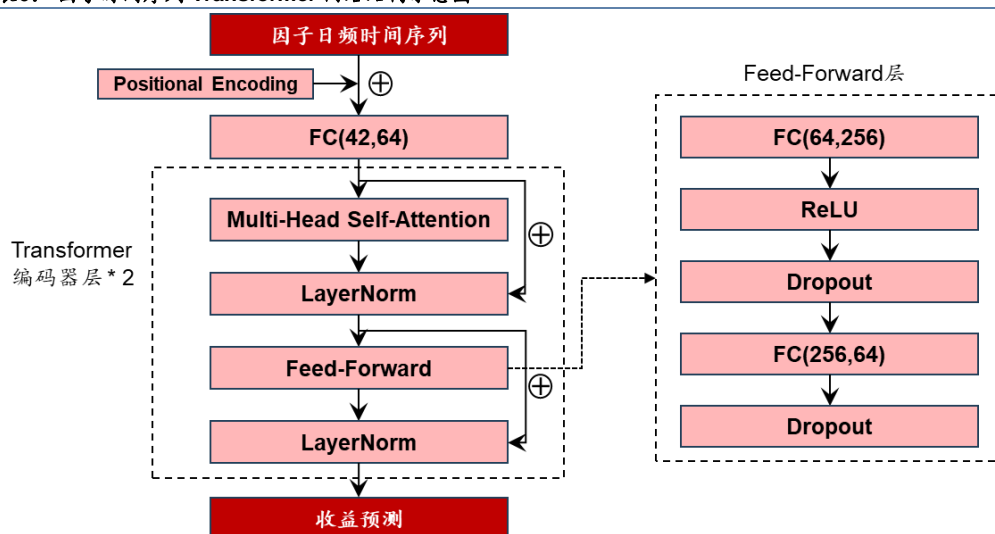 因子日频时间序列
Positional Encoding
FC(42,64)
Transformer
编码器层* 2
Multi-Head Self-Attention
LayerNorm
Feed-Forward
LayerNorm
收益预测
Feed-Forward层
FC(64,256)
ReLU
Dropout
FC(256,64)
Dropout